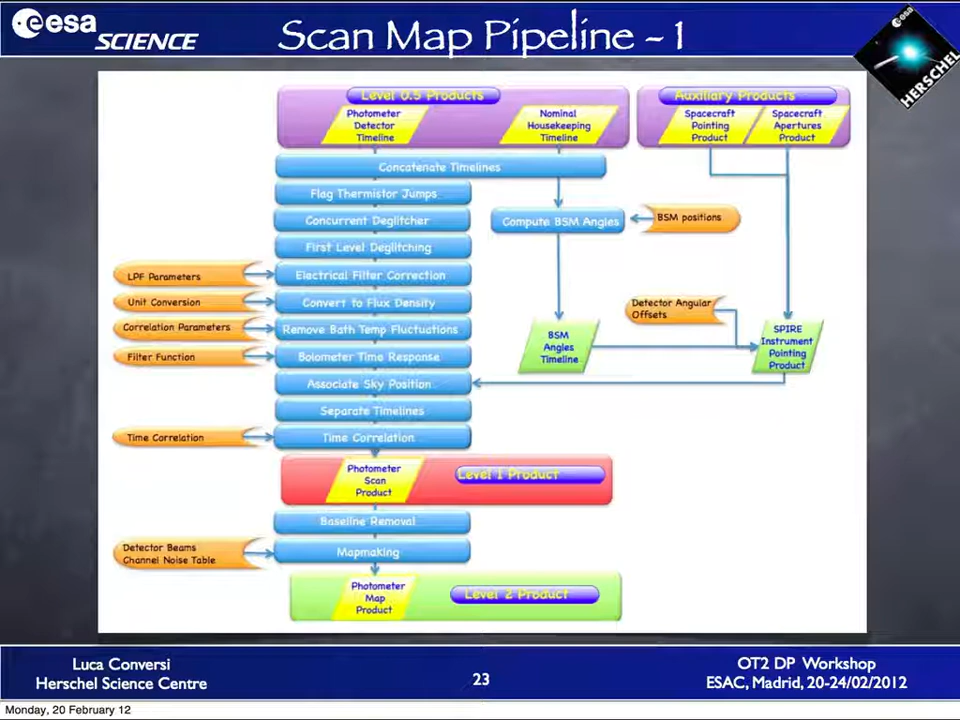 esa
SCIENCE
Scan Map Pipeline - 1
HERSCHEL
esa
Level 0.5 Products
Auxiliary Products
Photometer
Detector
Timeline
Nominal
Housekeeping
Timeline
Spacecraft
Pointing
Product
Spacecraft
Apertures
Product
Concatenate Timelines
Flag Thermistor Jumps
Concurrent Deglitcher
Compute BSM Angles
BSM positions
First Level Deglitching
LPF Parameters
Electrical Filter Correction
Unit Conversion
Convert to Flux Density
Detector Angular
Offsets
Correlation Parameters
Remove Bath Temp Fluctuations
BSM
Angles
Timeline
SPIRE
Instrument
Pointing
Product
Filter Function
Bolometer Time Response
Associate Sky Position
Separate Timelines
Time Correlation
Time Correlation
Photometer
Scan
Product
Level 1 Product
Baseline Removal
Detector Beams
Channel Noise Table
Mapmaking
Photometer
Map
Product
Level 2 Product
Luca Conversi
Herschel Science Centre
23
OT2 DP Workshop
ESAC, Madrid, 20-24/02/2012
Monday, 20 February 12